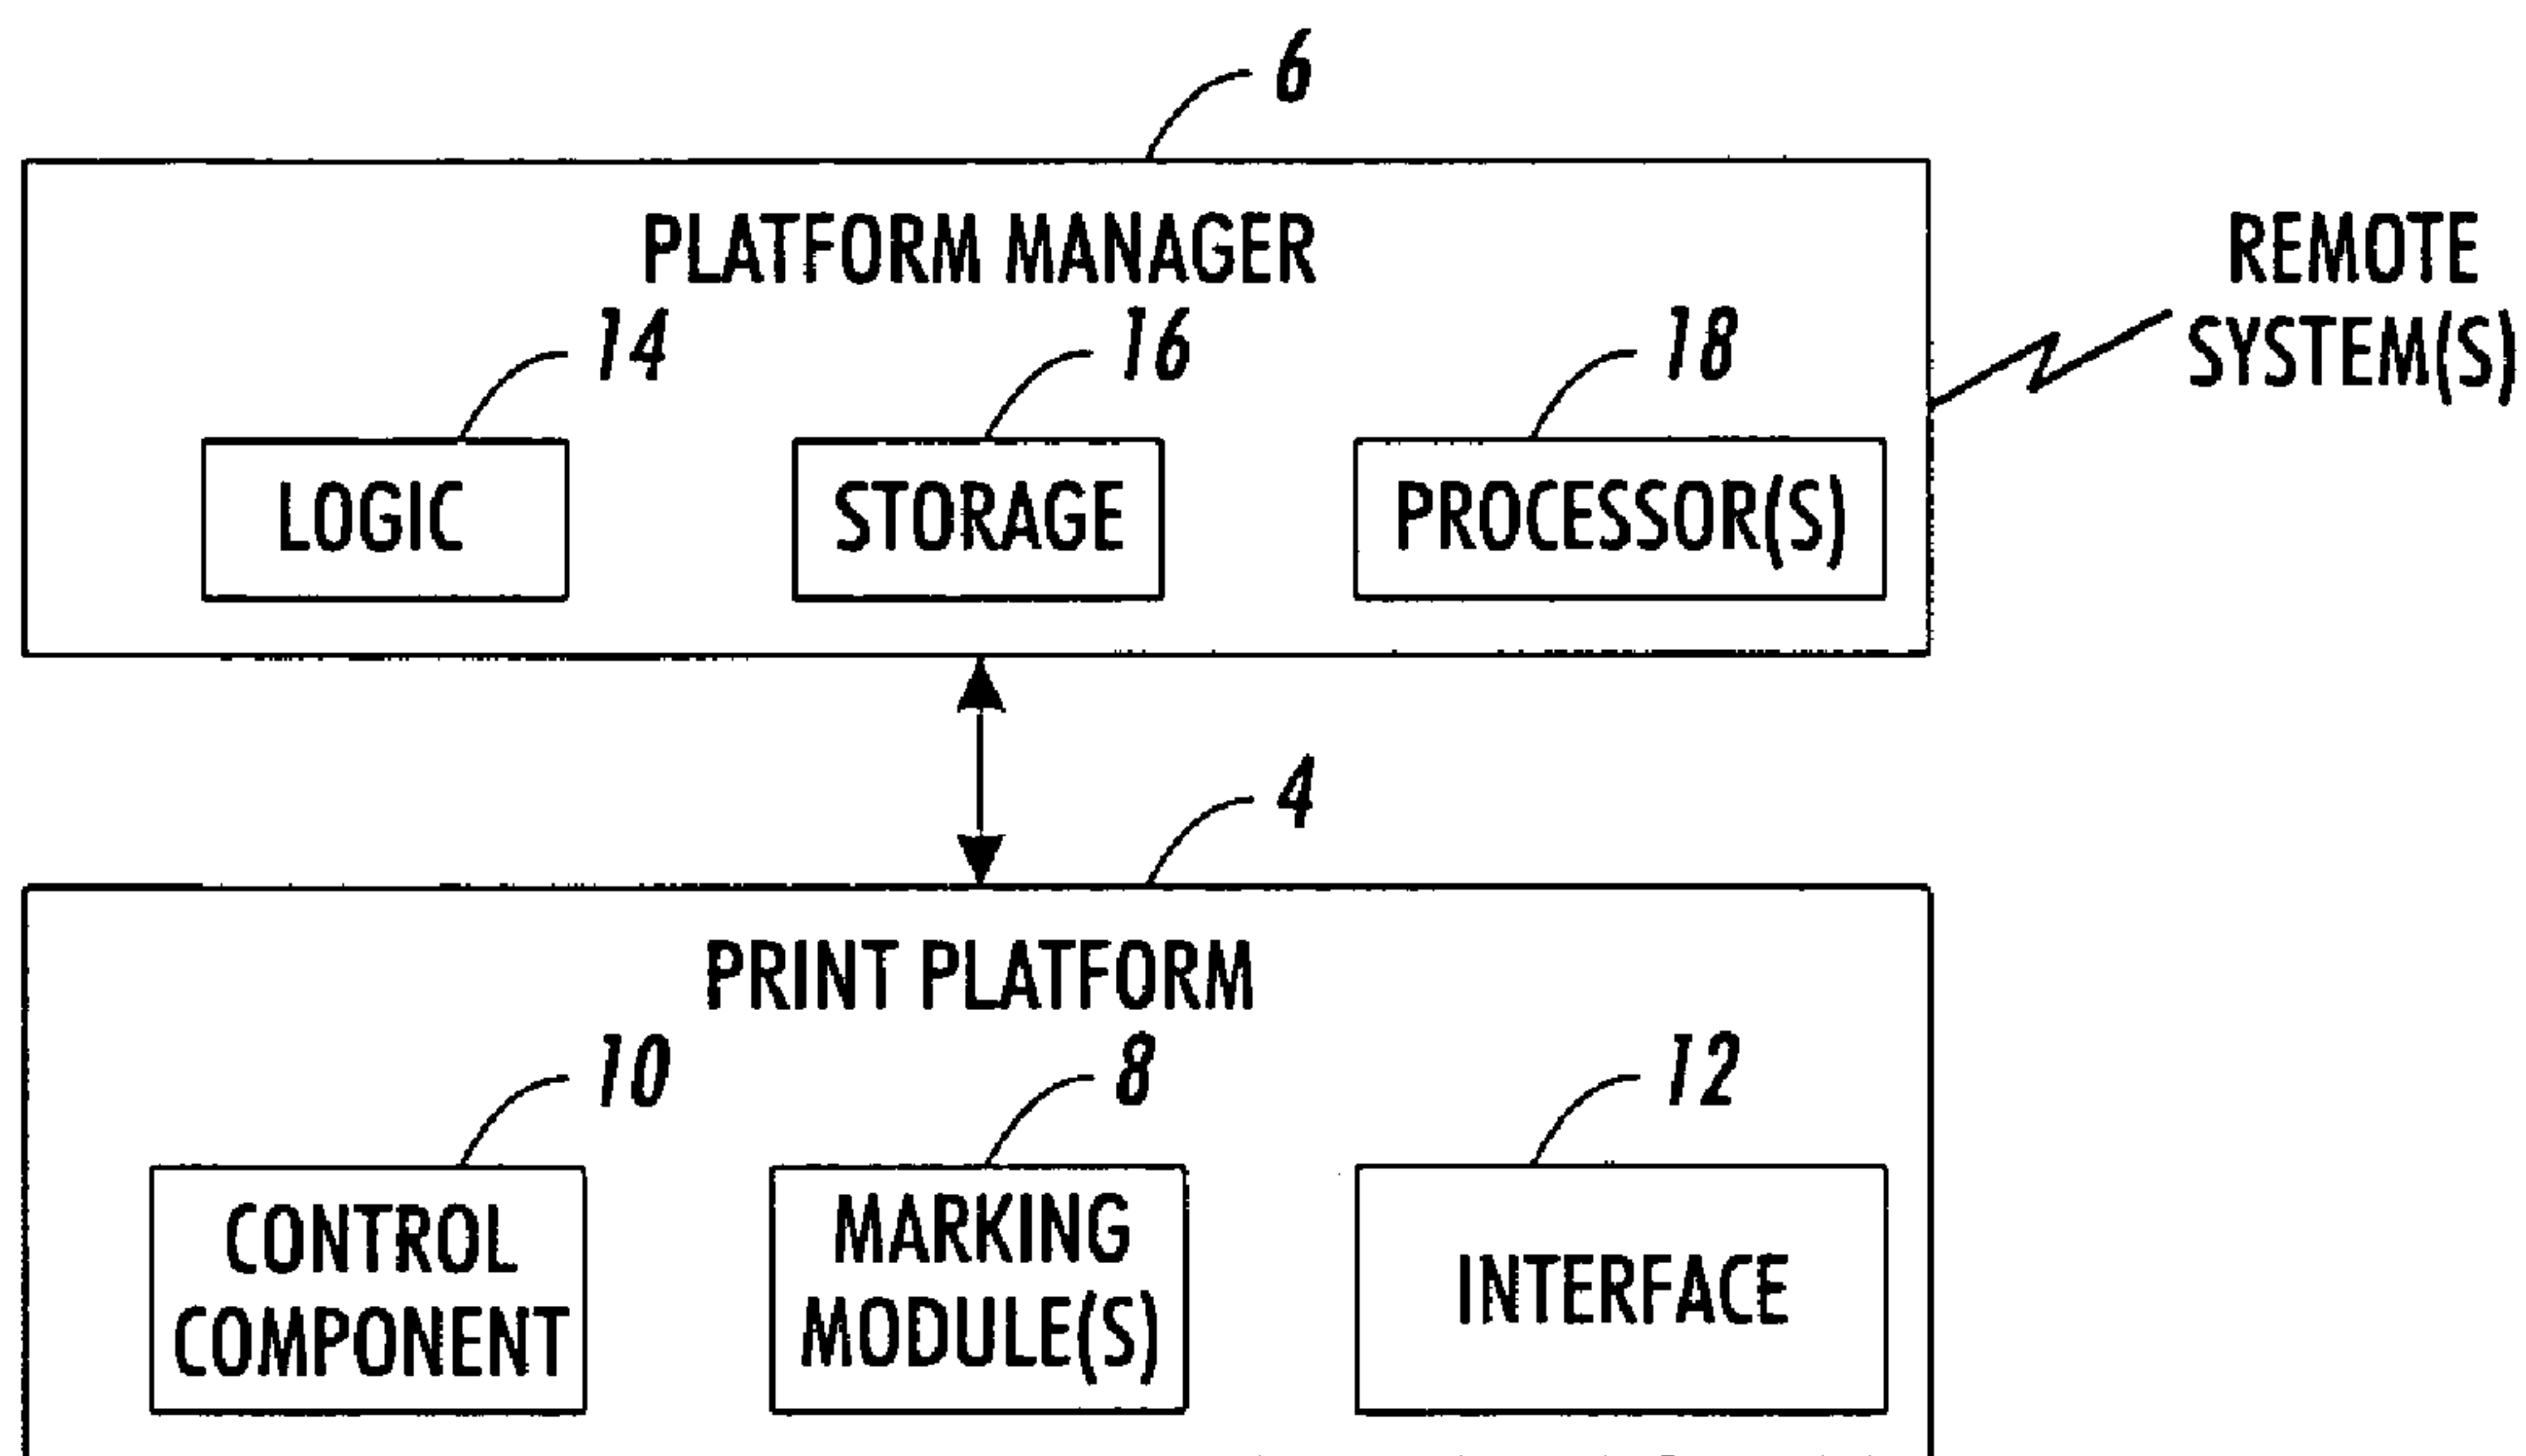 6
PLATFORM MANAGER
REMOTE
SYSTEM(S)
14
16
18
LOGIC
STORAGE
PROCESSOR(S)
4
PRINT PLATFORM
10
8
12
CONTROL
COMPONENT
MARKING
MODULE(S)
INTERFACE